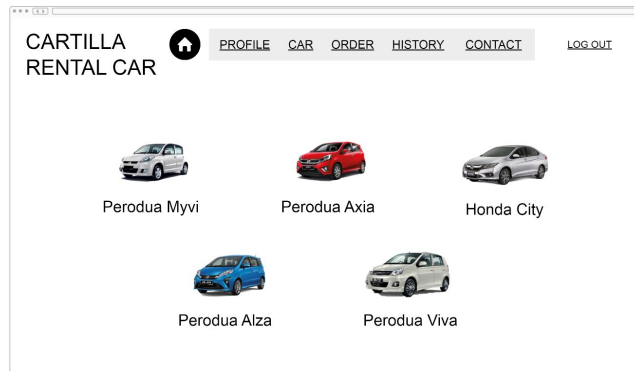 CARTILLA
RENTAL CAR
PROFILE CAR ORDER HISTORY CONTACT
LOG OUT
Perodua Myvi
Perodua Axia
Honda City
Perodua Alza
Perodua Viva